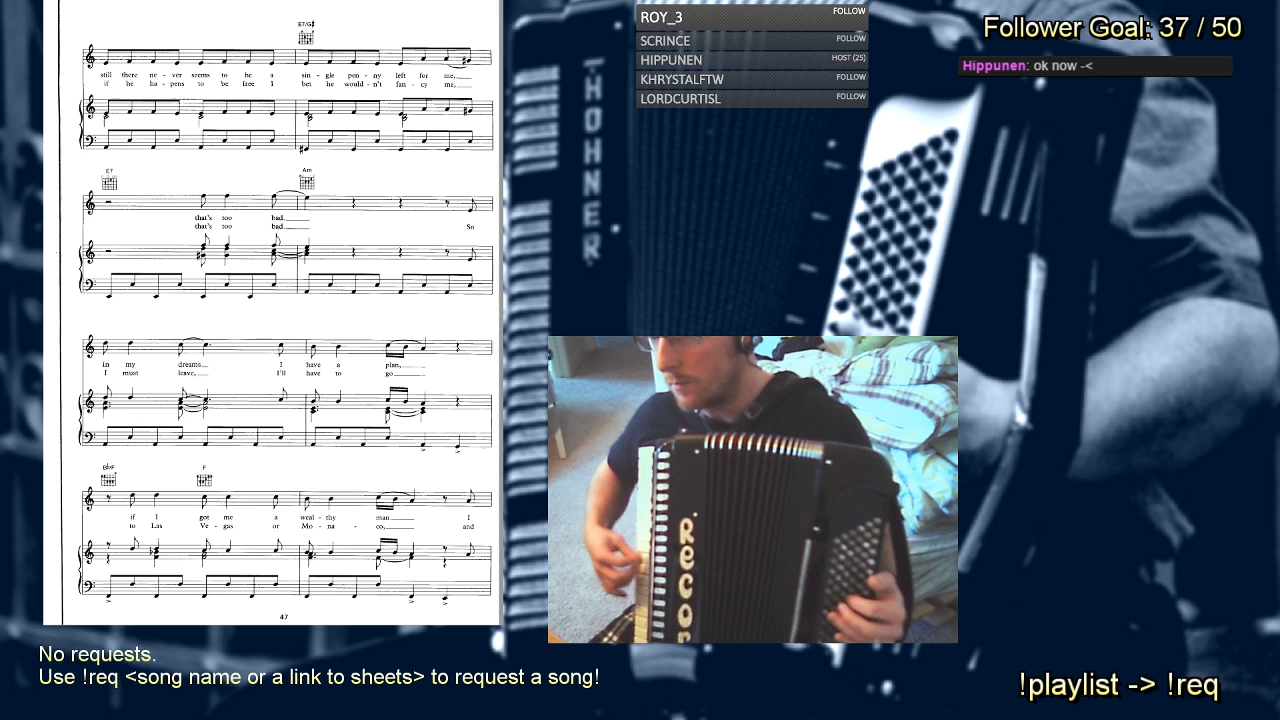 E7/G#
still there ne - ver seems to be a sin - gle pen - ny left for me,
if he ha - pens to be free I bet he would - n't fan - cy me,
E7 Am
that's too bad.
that's too bad. So
in my dreams I have a plan,
I must leave, I'll have to go
B♭/F F
if I got me a weal - thy man I
to Las Ve - gas or Mo - na - co, and
47
ROY_3 FOLLOW
SCRINCE FOLLOW
HIPPUNEN HOST (25)
KHRYSTALFTW FOLLOW
LORDCURTISL FOLLOW
Follower Goal: 37 / 50
Hippunen: ok now -<
HOHNER
Recor
No requests.
Use !req <song name or a link to sheets> to request a song!
!playlist -> !req